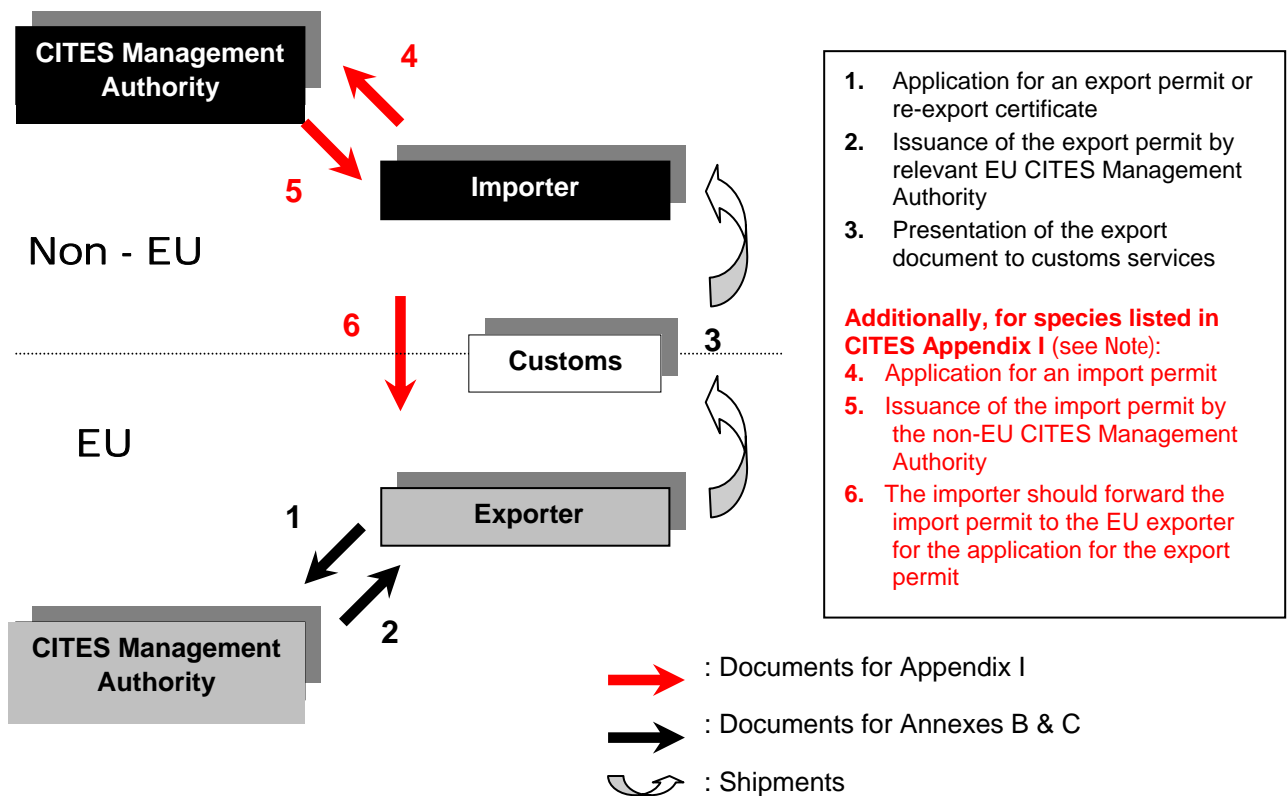 CITES Management
Authority
4
5
Importer
Non - EU
6
Customs
3
EU
1
Exporter
2
CITES Management
Authority
1. Application for an export permit or
re-export certificate
2. Issuance of the export permit by
relevant EU CITES Management
Authority
3. Presentation of the export
document to customs services
Additionally, for species listed in
CITES Appendix I (see Note):
4. Application for an import permit
5. Issuance of the import permit by
the non-EU CITES Management
Authority
6. The importer should forward the
import permit to the EU exporter
for the application for the export
permit
: Documents for Appendix I
: Documents for Annexes B & C
: Shipments